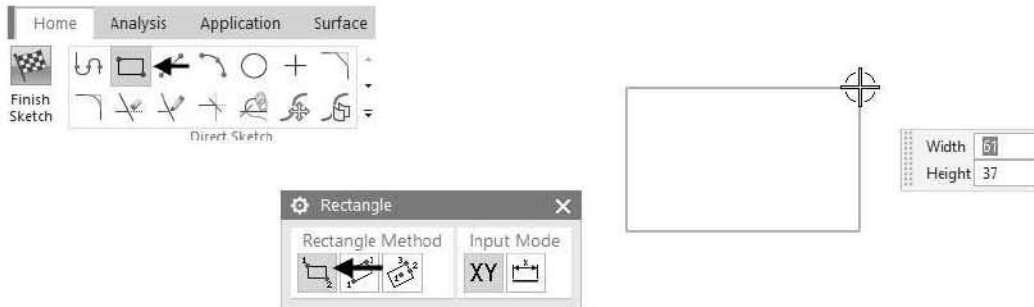 Home Analysis Application Surface
Finish
Sketch
Direct Sketch
Rectangle
Rectangle Method Input Mode
XY
Width 61
Height 37